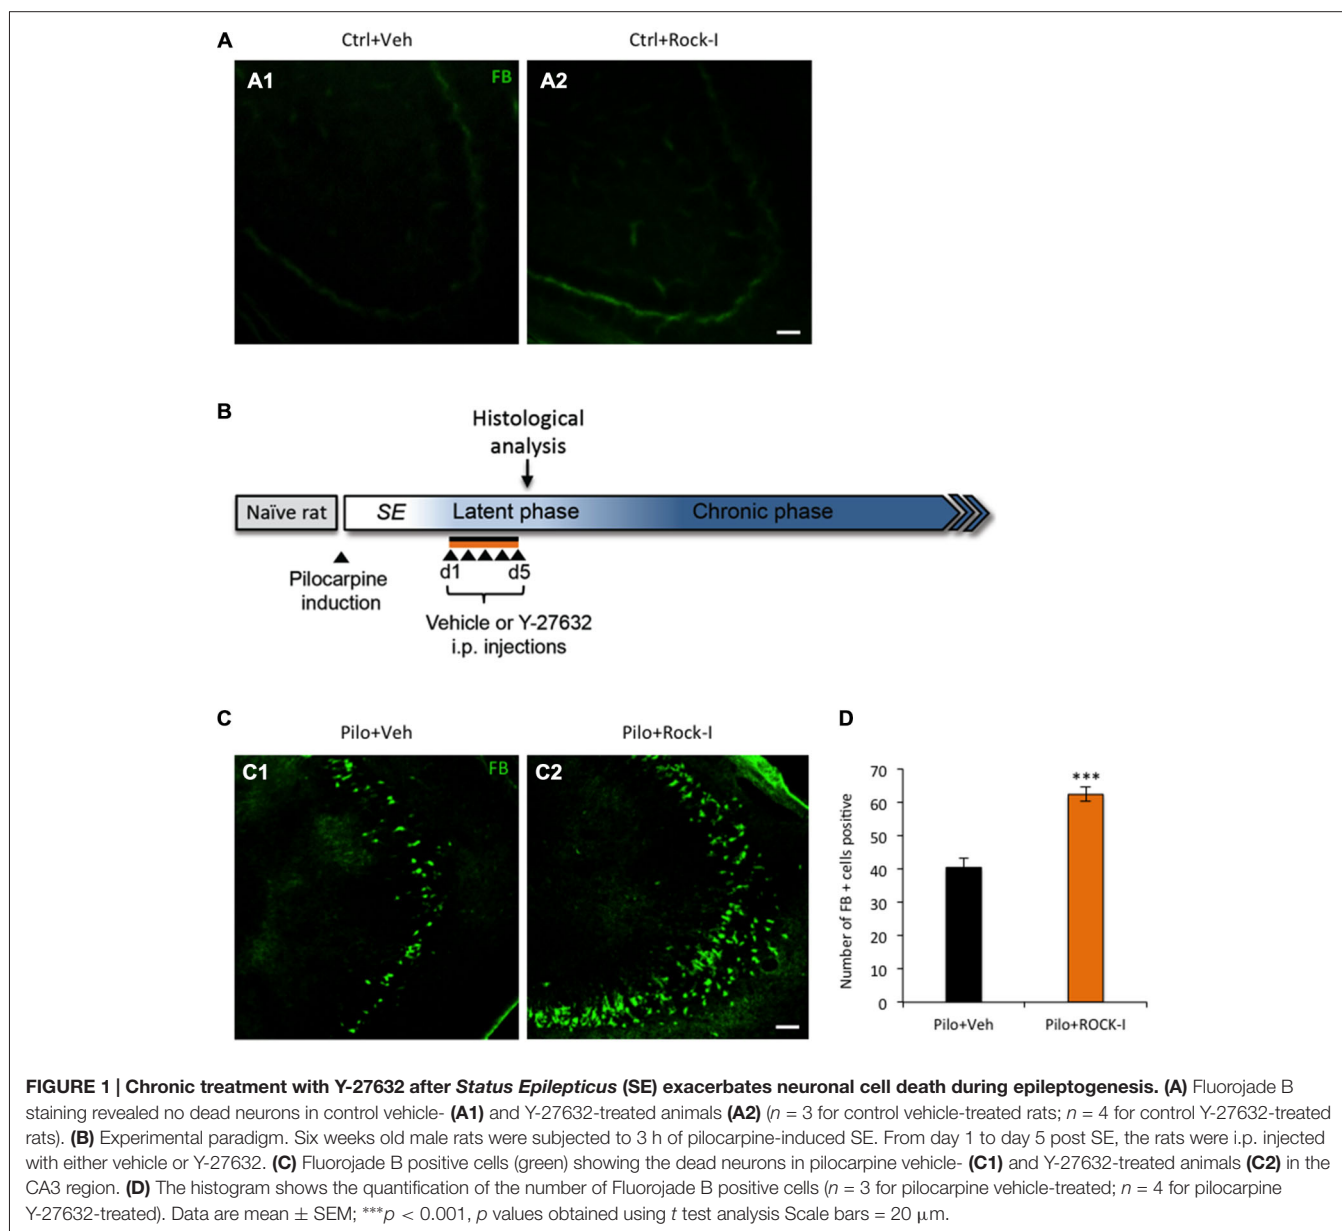 A
Ctrl+Veh
Ctrl+Rock-I
A1
FB
A2
B
Histological
analysis
Naïve rat
SE
Latent phase
Chronic phase
Pilocarpine
induction
d1
d5
Vehicle or Y-27632
i.p. injections
C
Pilo+Veh
Pilo+Rock-I
C1
FB
C2
D
Number of FB + cells positive
70
60
50
40
30
20
10
0
***
Pilo+Veh
Pilo+ROCK-I
FIGURE 1 | Chronic treatment with Y-27632 after Status Epilepticus (SE) exacerbates neuronal cell death during epileptogenesis. (A) Fluorojade B
staining revealed no dead neurons in control vehicle- (A1) and Y-27632-treated animals (A2) (n = 3 for control vehicle-treated rats; n = 4 for control Y-27632-treated
rats). (B) Experimental paradigm. Six weeks old male rats were subjected to 3 h of pilocarpine-induced SE. From day 1 to day 5 post SE, the rats were i.p. injected
with either vehicle or Y-27632. (C) Fluorojade B positive cells (green) showing the dead neurons in pilocarpine vehicle- (C1) and Y-27632-treated animals (C2) in the
CA3 region. (D) The histogram shows the quantification of the number of Fluorojade B positive cells (n = 3 for pilocarpine vehicle-treated; n = 4 for pilocarpine
Y-27632-treated). Data are mean ± SEM; ***p < 0.001, p values obtained using t test analysis Scale bars = 20 μm.